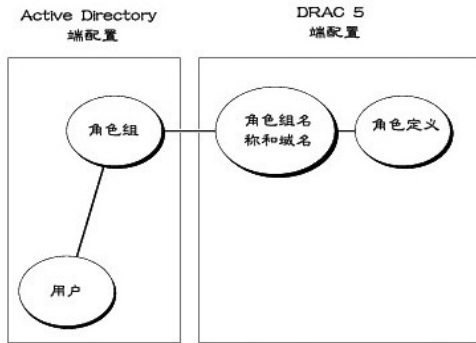 Active Directory
端配置
DRAC 5
端配置
角色组
角色组名
称和域名
角色定义
用户